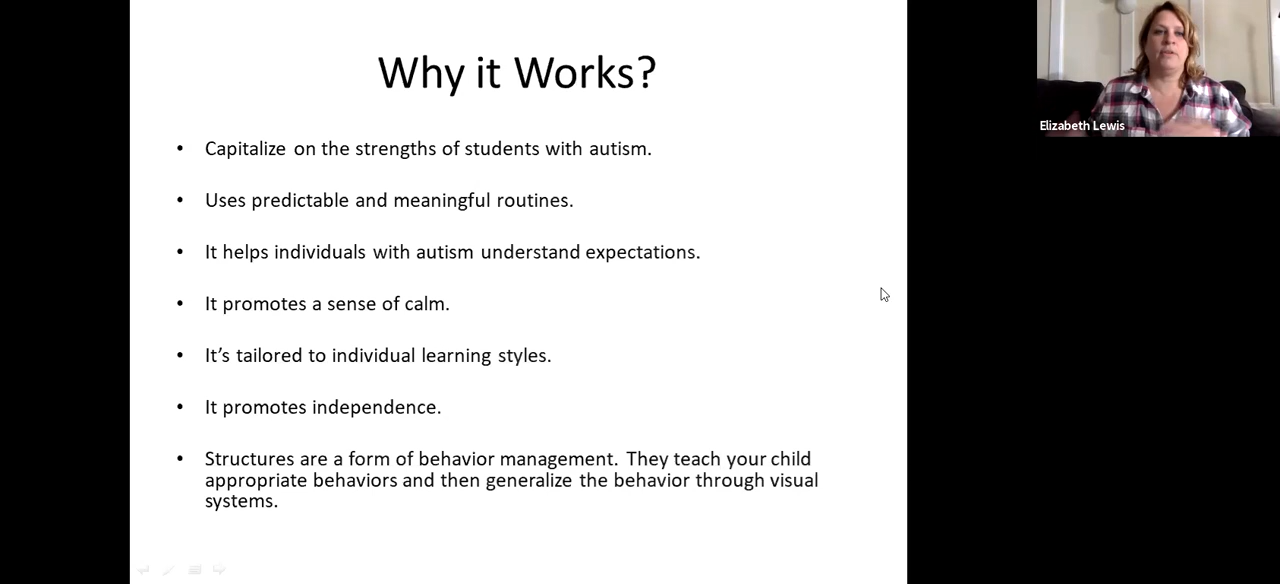 Why it Works?
• Capitalize on the strengths of students with autism.
• Uses predictable and meaningful routines.
• It helps individuals with autism understand expectations.
• It promotes a sense of calm.
• It’s tailored to individual learning styles.
• It promotes independence.
• Structures are a form of behavior management. They teach your child
appropriate behaviors and then generalize the behavior through visual
systems.
Elizabeth Lewis